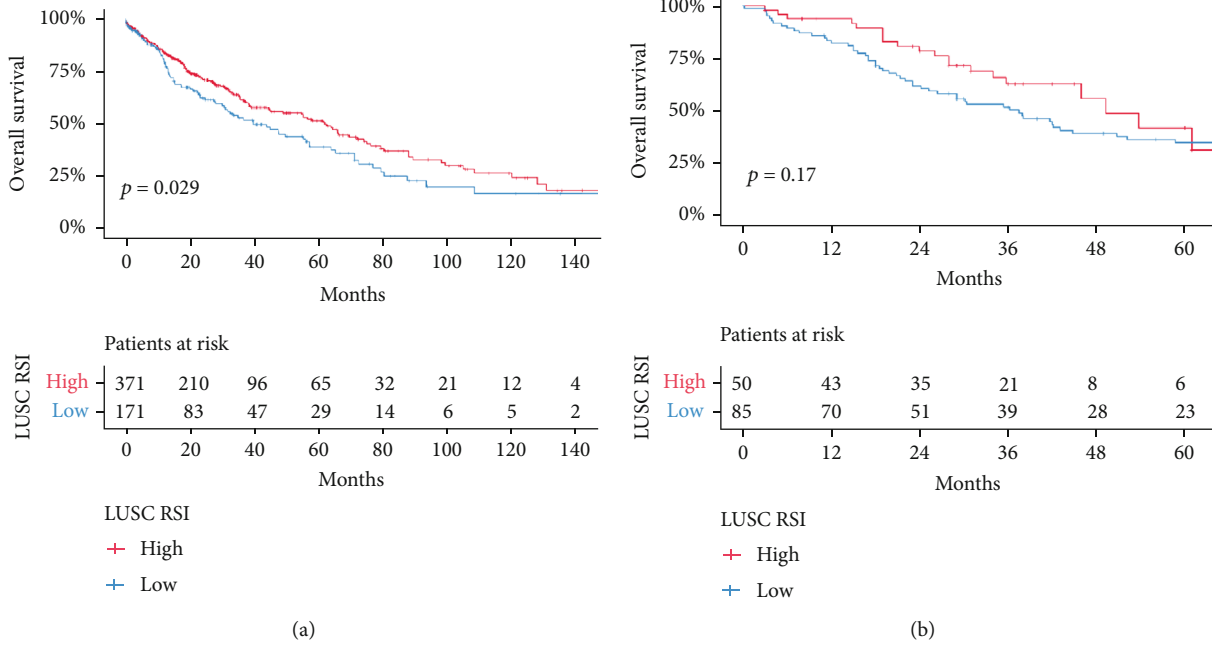 100%
75%
50%
25%
0%
Overall survival
p = 0.029
0 20 40 60 80 100 120 140
Months
Patients at risk
LUSC RSI
High 371 210 96 65 32 21 12 4
Low 171 83 47 29 14 6 5 2
0 20 40 60 80 100 120 140
Months
LUSC RSI
High
Low
(a)
100%
75%
50%
25%
0%
Overall survival
p = 0.17
0 12 24 36 48 60
Months
Patients at risk
LUSC RSI
High 50 43 35 21 8 6
Low 85 70 51 39 28 23
0 12 24 36 48 60
Months
LUSC RSI
High
Low
(b)